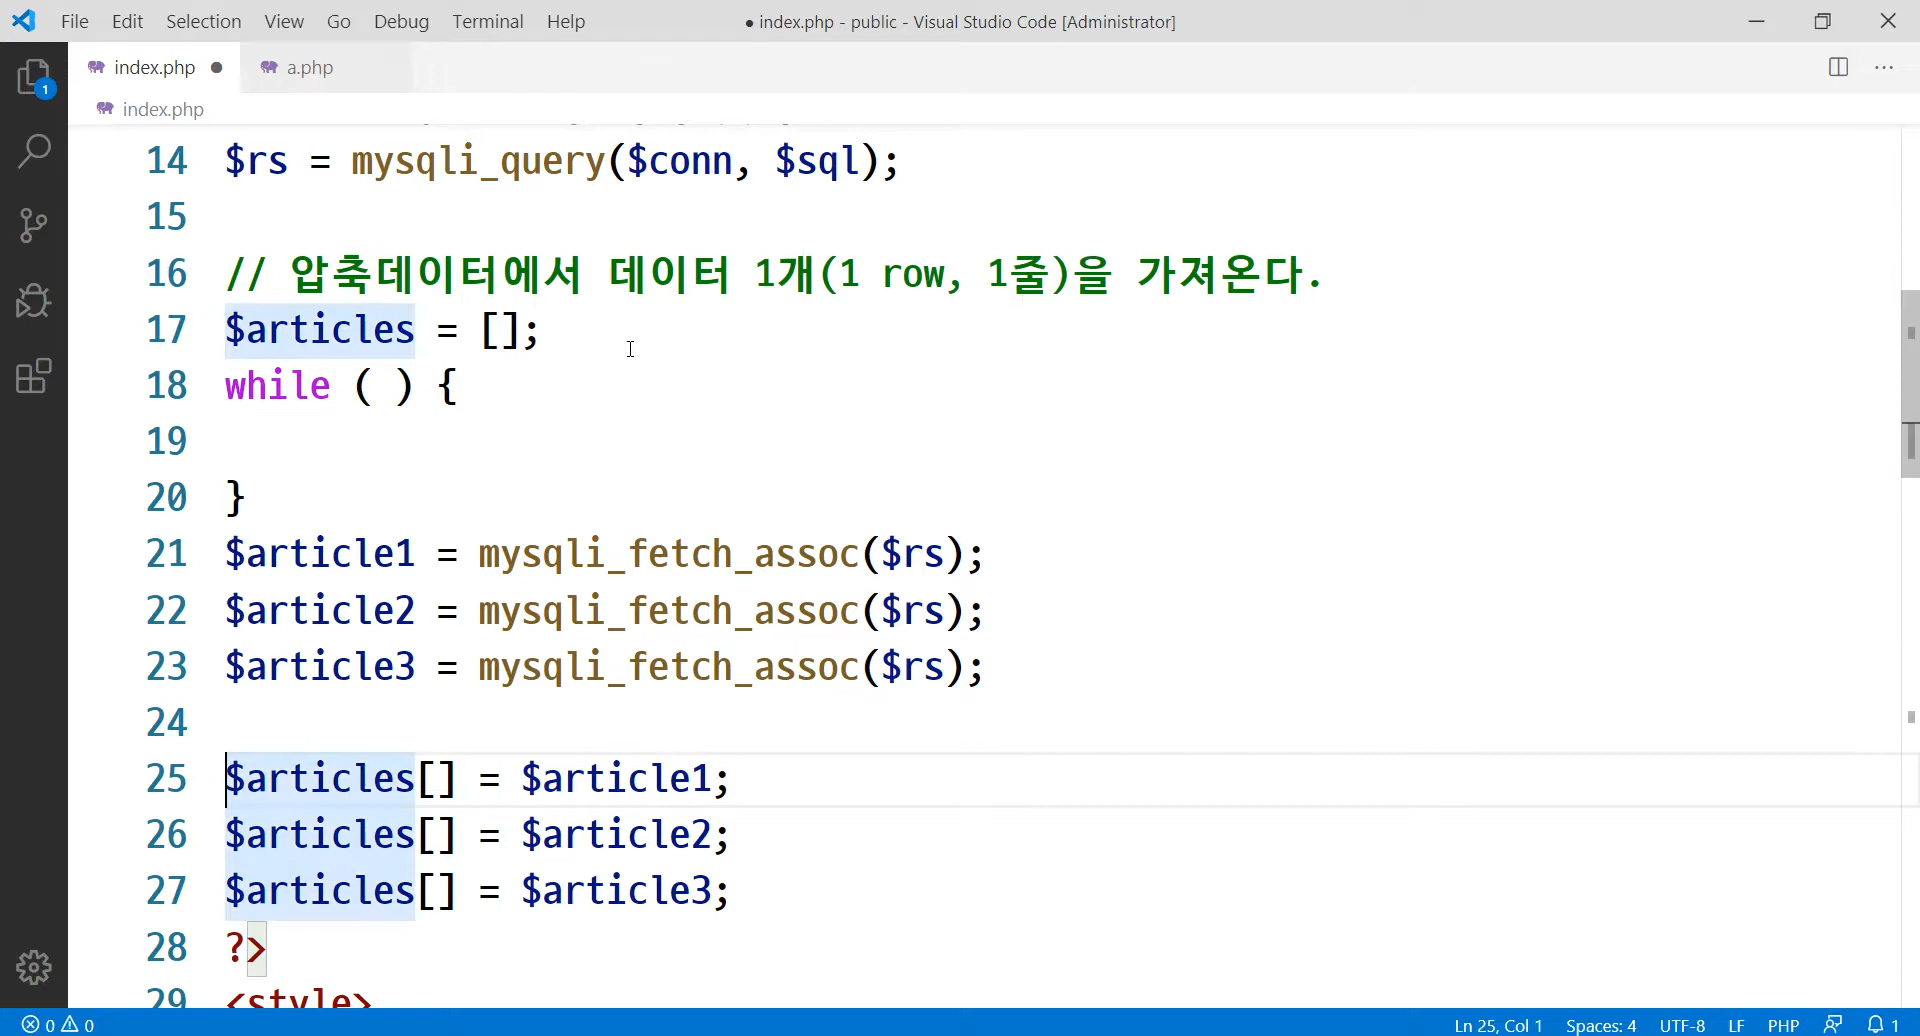 File Edit Selection View Go Debug Terminal Help
● index.php - public - Visual Studio Code [Administrator]
index.php ●
a.php
index.php
1
14 $rs = mysqli_query($conn, $sql);
15
16 // 압축데이터에서 데이터 1개(1 row, 1줄)을 가져온다.
17 $articles = [];
18 while ( ) {
19
20 }
21 $article1 = mysqli_fetch_assoc($rs);
22 $article2 = mysqli_fetch_assoc($rs);
23 $article3 = mysqli_fetch_assoc($rs);
24
25 $articles[] = $article1;
26 $articles[] = $article2;
27 $articles[] = $article3;
28 ?>
29 <style>
0 0
Ln 25, Col 1 Spaces: 4 UTF-8 LF PHP 1